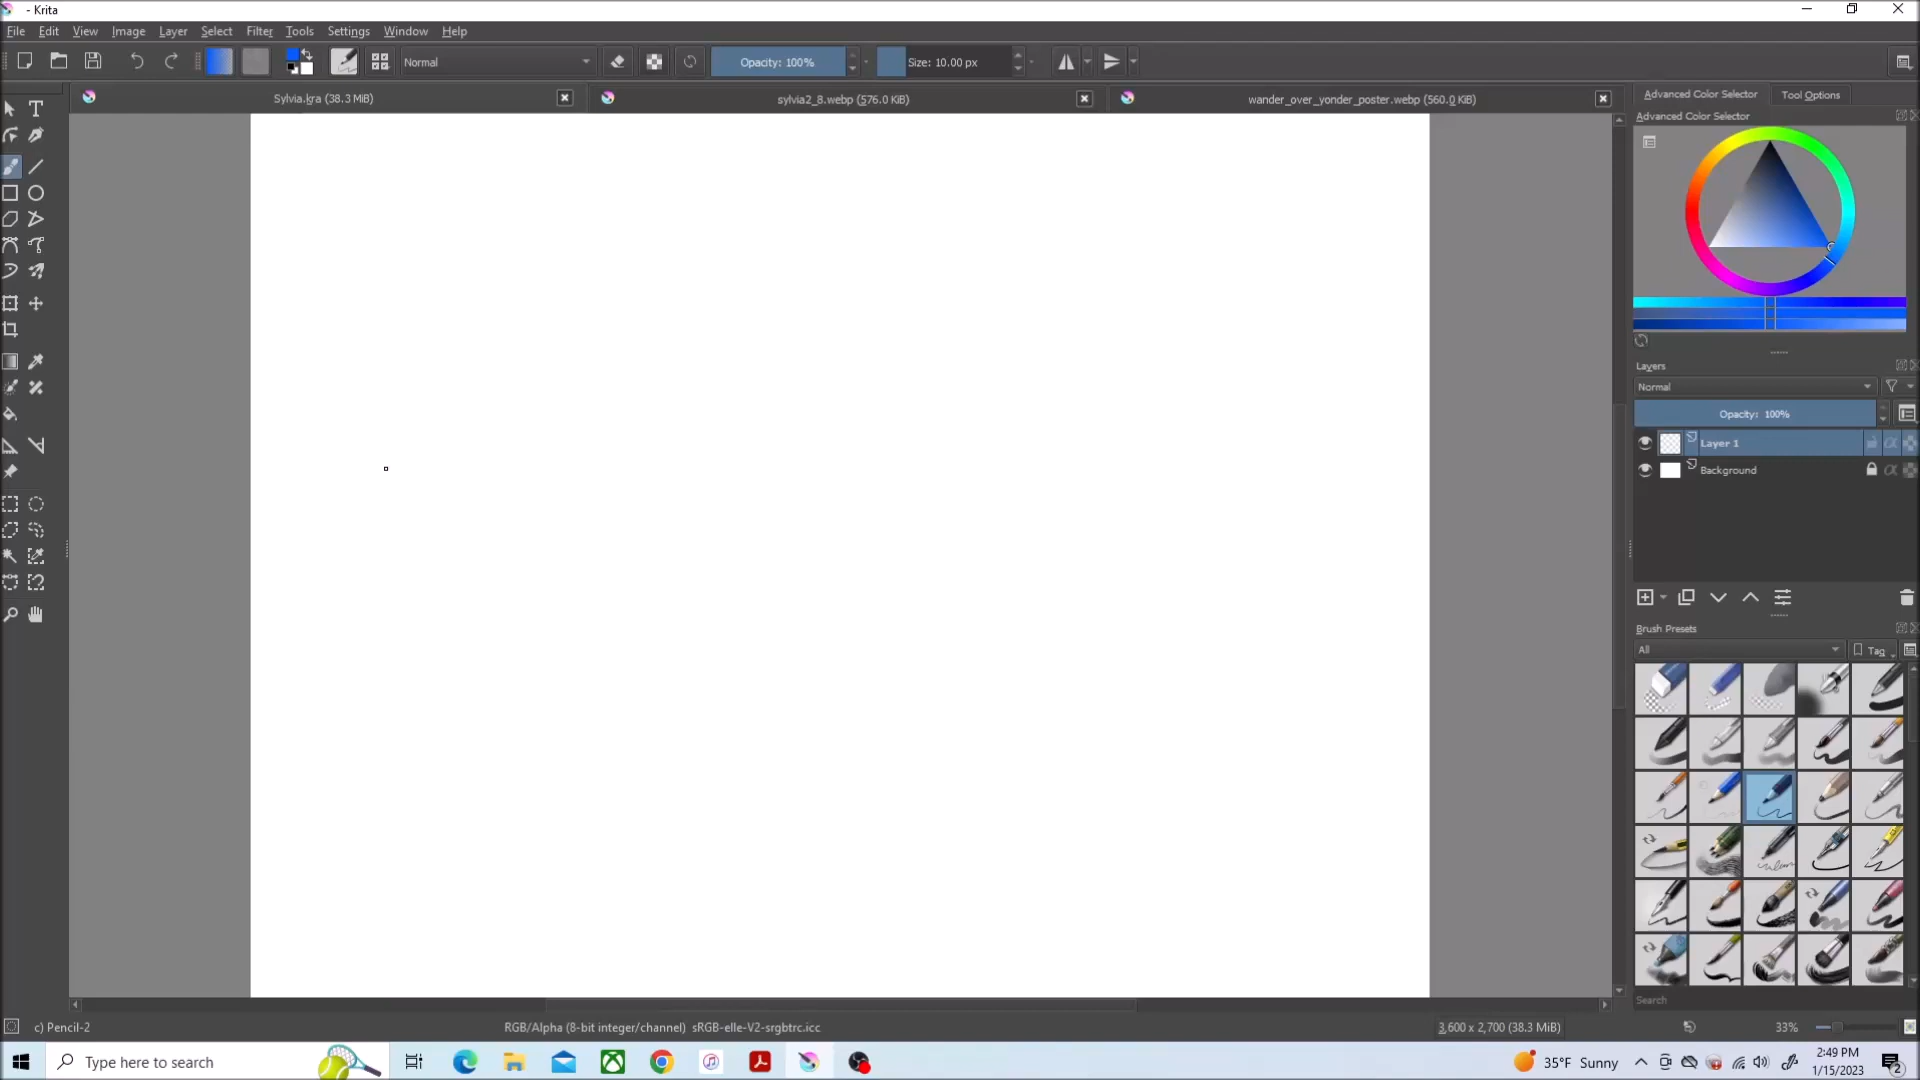 - Krita
File Edit View Image Layer Select Filter Tools Settings Window Help
Normal Opacity: 100% Size: 10.00 px
Sylvia.kra (38.3 MiB) sylvia2_8.webp (576.0 KiB) wander_over_yonder_poster.webp (560.0 KiB)
Advanced Color Selector Tool Options
Advanced Color Selector
Layers
Normal
Opacity: 100%
Layer 1
Background
Brush Presets
All Tag
Search
c) Pencil-2 RGB/Alpha (8-bit integer/channel) sRGB-elle-V2-srgbtrc.icc 3,600 x 2,700 (38.3 MiB) 33%
Type here to search 35°F Sunny 2:49 PM
1/15/2023 2